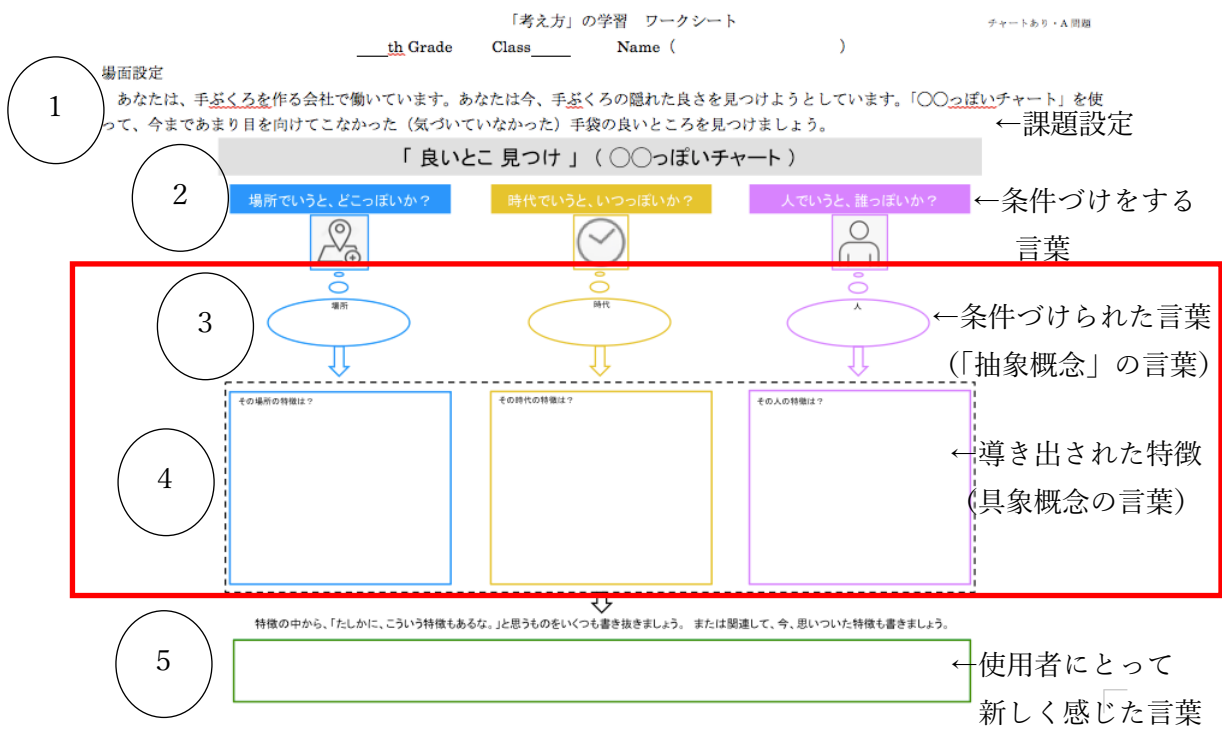 「考え方」の学習　ワークシート
チャートあり・A 問題
____th Grade　Class_____　Name（　　　　　　　　　　）
場面設定
1
あなたは、手ぶくろを作る会社で働いています。あなたは今、手ぶくろの隠れた良さを見つけようとしています。「〇〇っぽいチャート」を使
って、今まであまり目を向けてこなかった（気づいていなかった）手袋の良いところを見つけましょう。
←課題設定
「 良いとこ 見つけ 」（ 〇〇っぽいチャート ）
2
場所でいうと、どこっぽいか？
時代でいうと、いつっぽいか？
人でいうと、誰っぽいか？
←条件づけをする
言葉
3
場所
時代
人
←条件づけられた言葉
（「抽象概念」の言葉）
4
その場所の特徴は？
その時代の特徴は？
その人の特徴は？
←導き出された特徴
（具象概念の言葉）
特徴の中から、「たしかに、こういう特徴もあるな。」と思うものをいくつも書き抜きましょう。 または関連して、今、思いついた特徴も書きましょう。
5
←使用者にとって
新しく感じた言葉